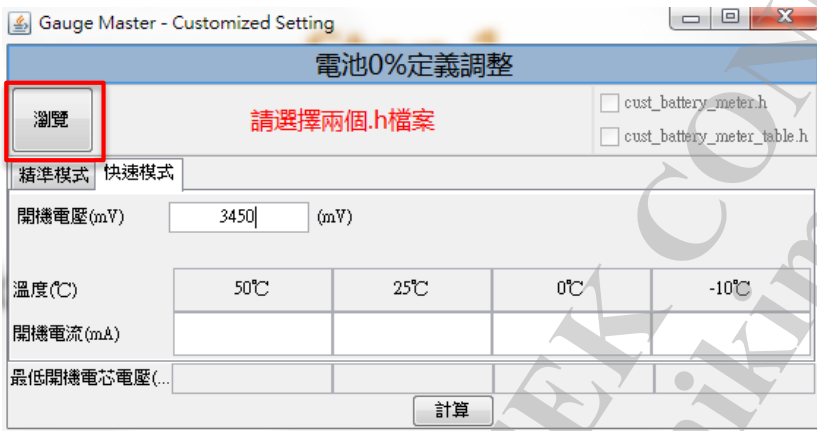 Gauge Master - Customized Setting
電池0%定義調整
瀏覽
請選擇兩個.h檔案
cust_battery_meter.h
cust_battery_meter_table.h
精準模式 快速模式
開機電壓(mV) 3450 (mV)
溫度(℃) 50℃ 25℃ 0℃ -10℃
開機電流(mA)
最低開機電芯電壓(...
計算